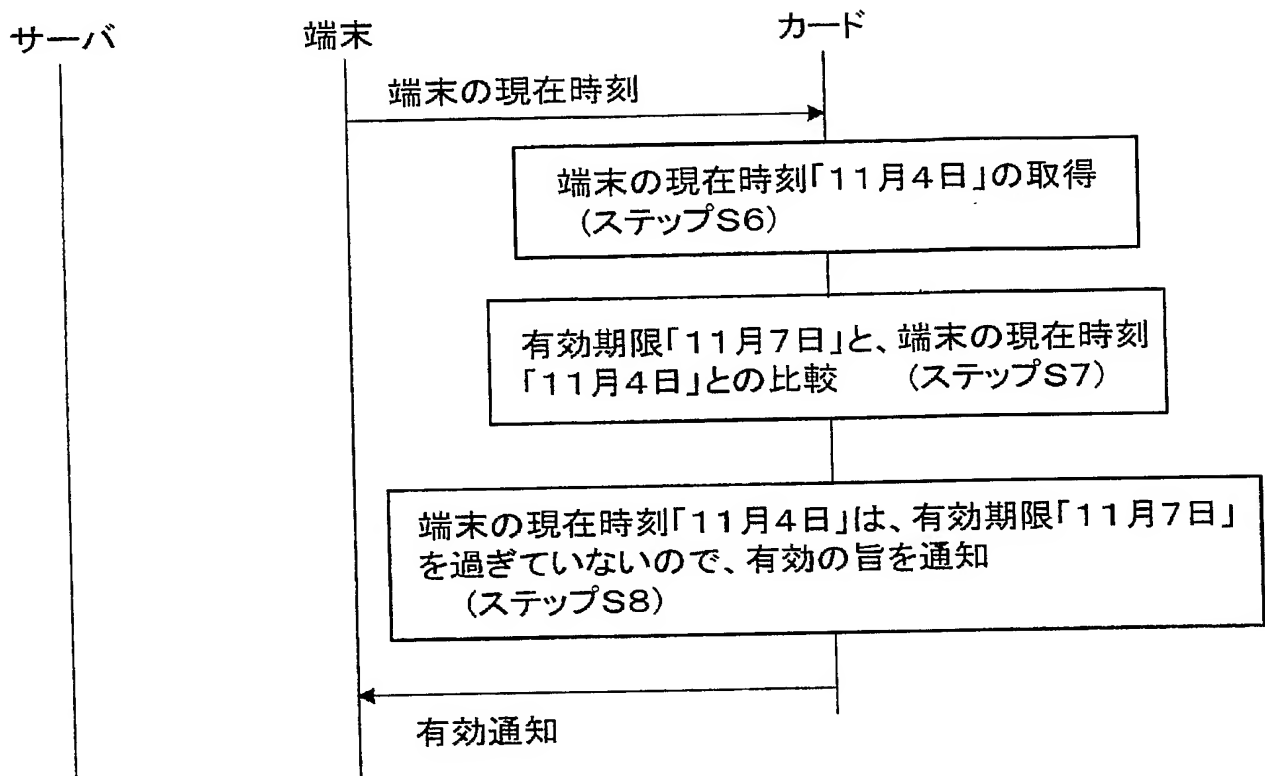 サーバ
端末
カード
端末の現在時刻
端末の現在時刻「11月4日」の取得
(ステップS6)
有効期限「11月7日」と、端末の現在時刻
「11月4日」との比較 (ステップS7)
端末の現在時刻「11月4日」は、有効期限「11月7日」
を過ぎていないので、有効の旨を通知
(ステップS8)
有効通知